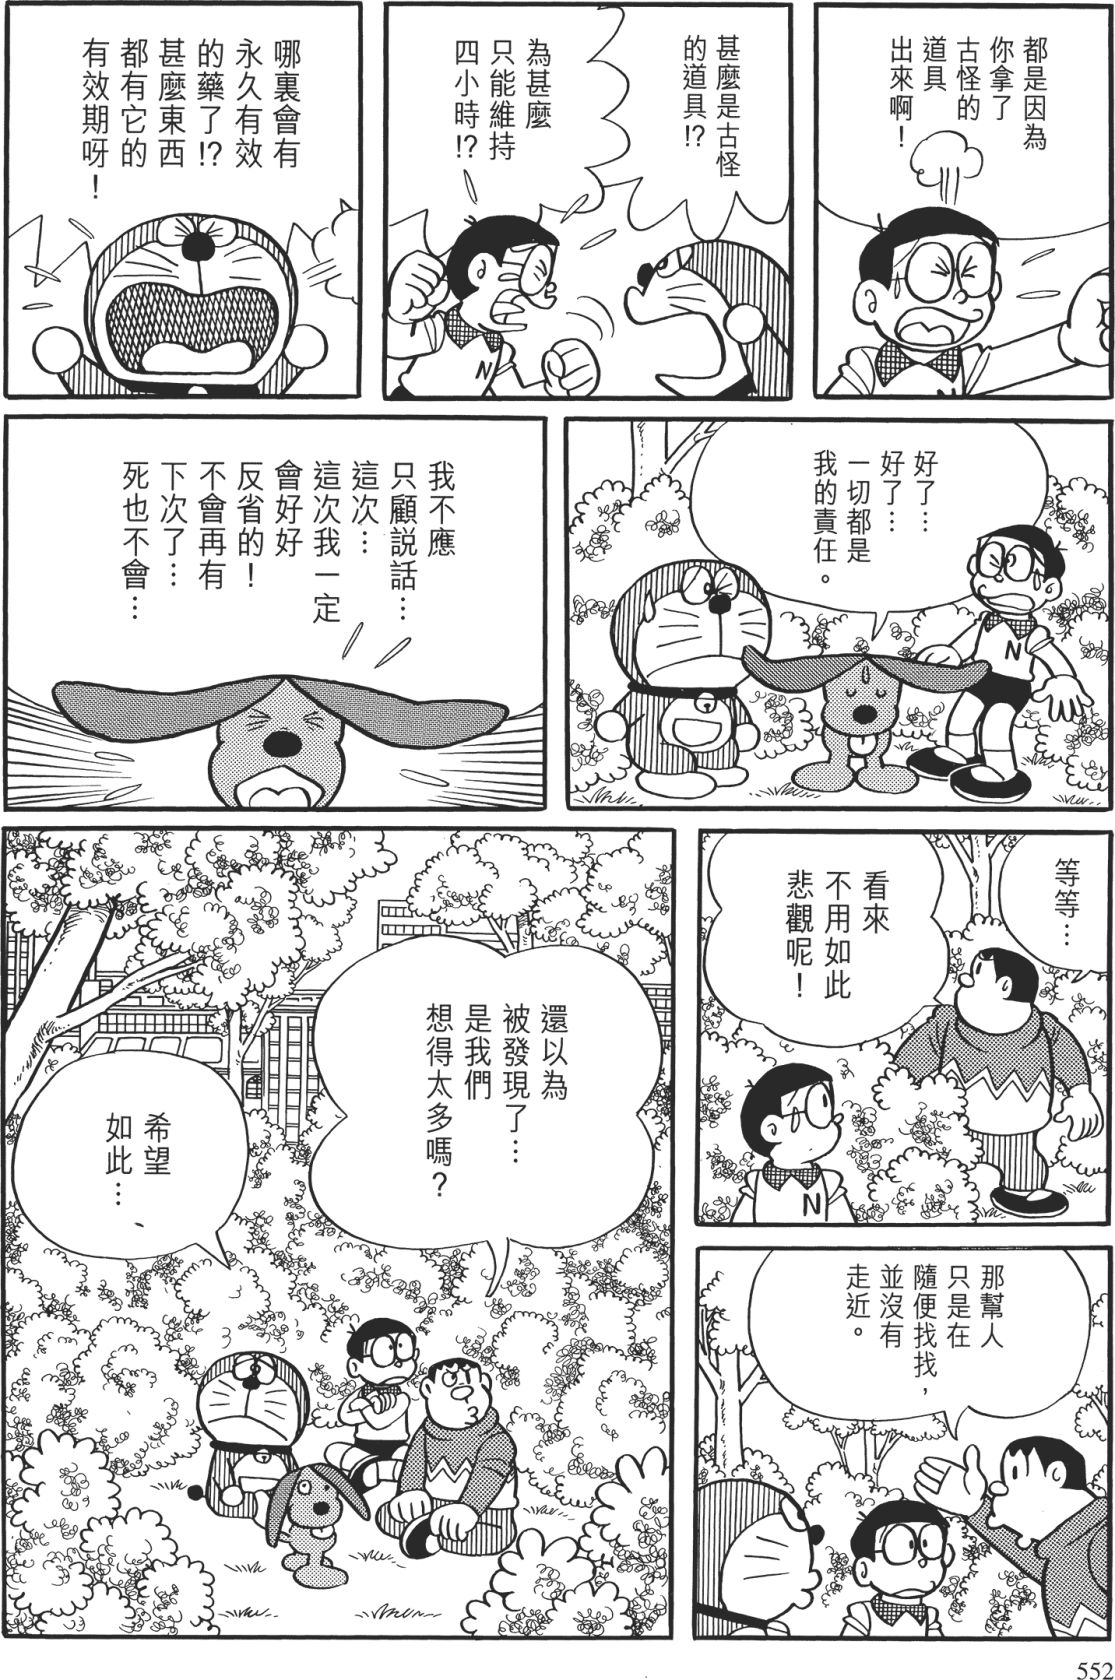 都是因為
你拿了
古怪的
道具
出來啊！
甚麼是古怪
的道具!?
為甚麼
只能維持
四小時!?
哪裏會有
永久有效
的藥了!?
甚麼東西
都有它的
有效期呀！
好了…
好了…
一切都是
我的責任。
我不應
只顧説話…
這次…
這次我一定
會好好
反省的！
不會再有
下次了…
死也不會…
等等…
看來
不用如此
悲觀呢！
N
那幫人
只是在
隨便找找，
並沒有
走近。
還以為
被發現了…
是我們
想得太多嗎？
希望
如此…
552